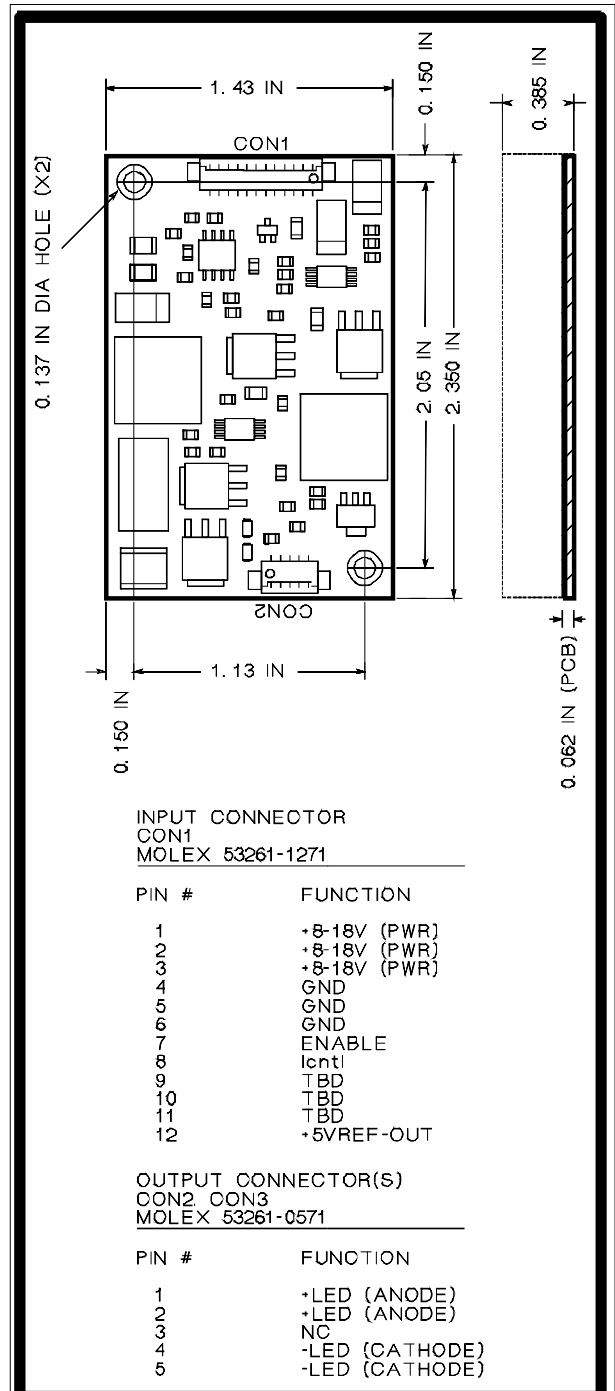 1. 43 IN
0. 150 IN
0. 385 IN
CON1
0. 137 IN DIA HOLE (X2)
2. 05 IN
2. 350 IN
CON2
1. 13 IN
0. 150 IN
0. 062 IN (PCB)
INPUT CONNECTOR
CON1
MOLEX 53261-1271
PIN # FUNCTION
1 +8-18V (PWR)
2 +8-18V (PWR)
3 +8-18V (PWR)
4 GND
5 GND
6 GND
7 ENABLE
8 Icntl
9 TBD
10 TBD
11 TBD
12 +5VREF-OUT
OUTPUT CONNECTOR(S)
CON2, CON3
MOLEX 53261-0571
PIN # FUNCTION
1 +LED (ANODE)
2 +LED (ANODE)
3 NC
4 -LED (CATHODE)
5 -LED (CATHODE)